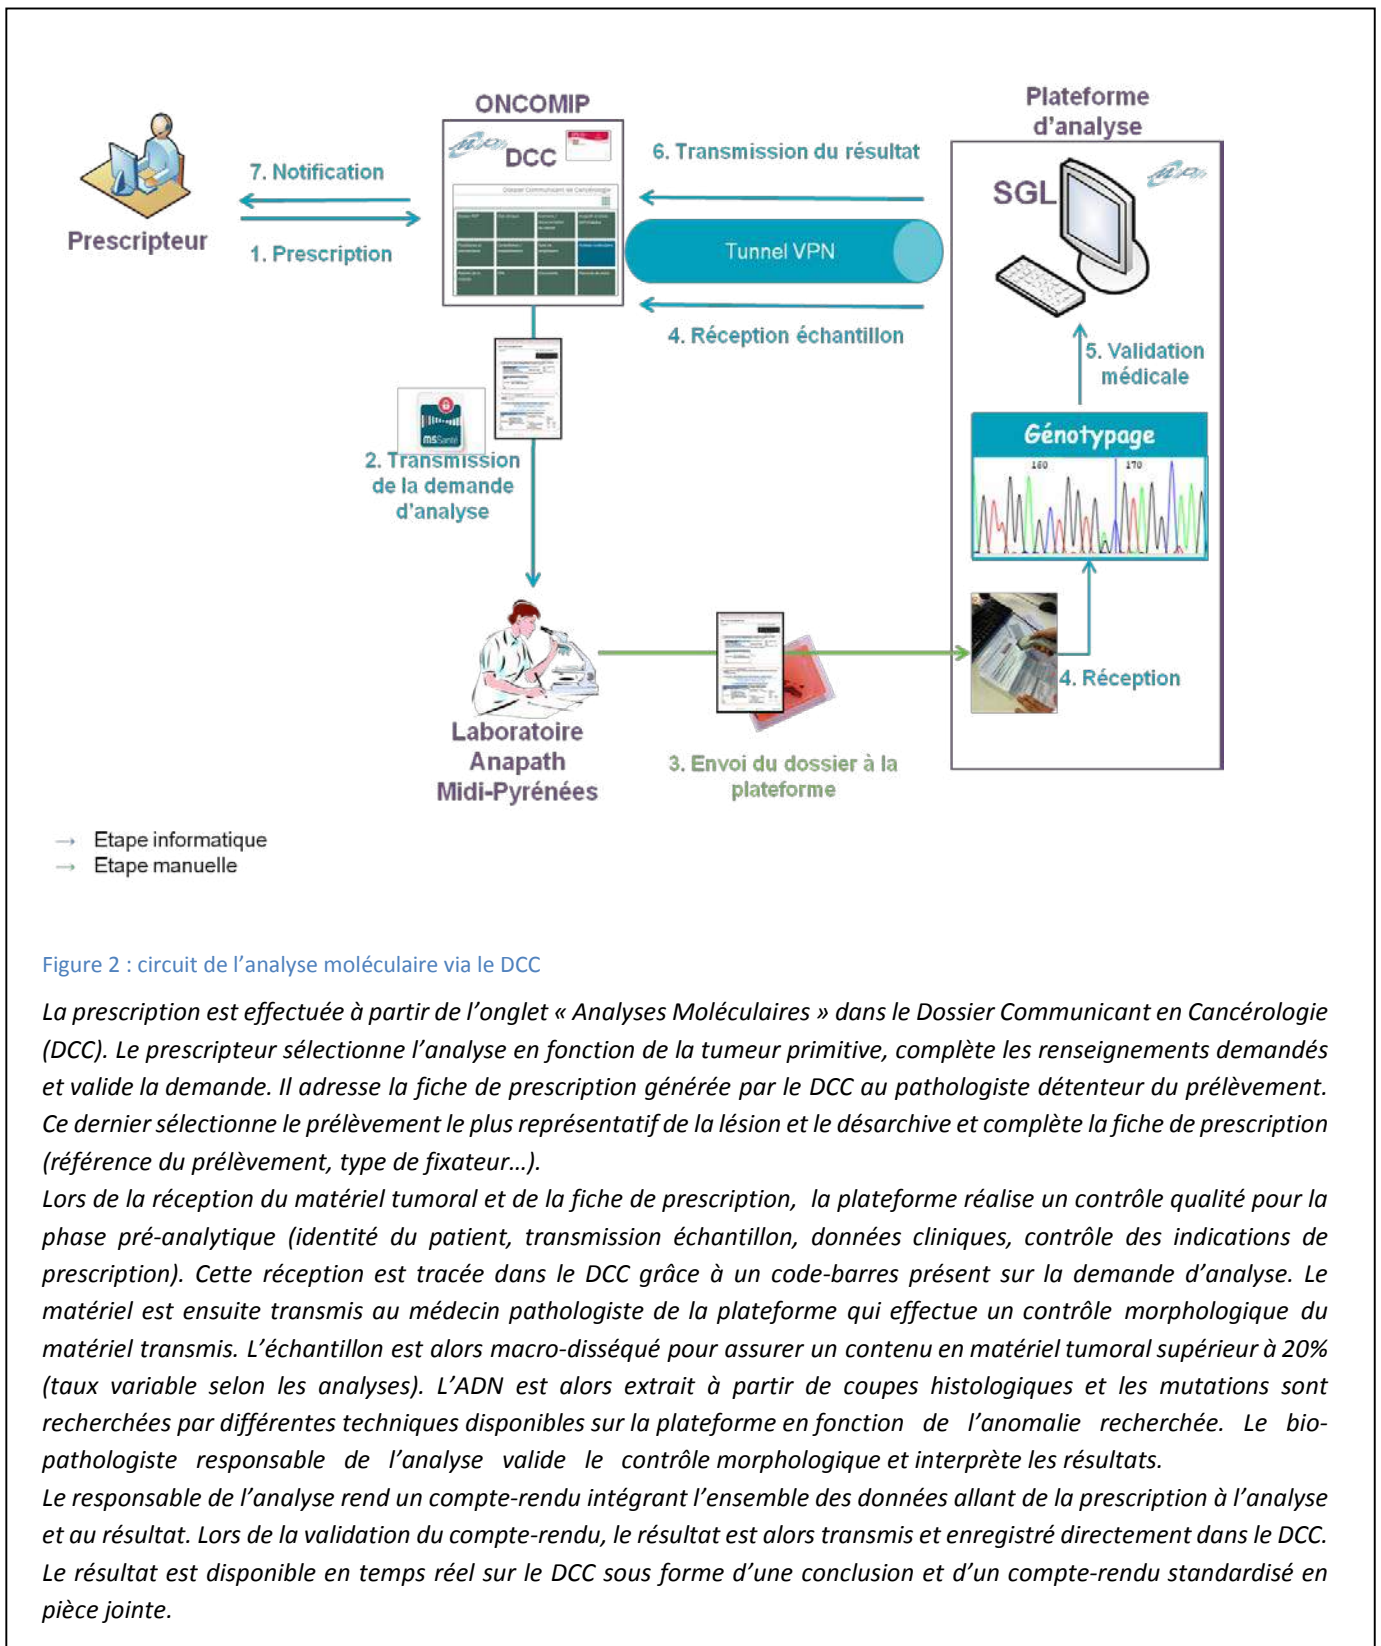 ONCOMIP
Plateforme
d'analyse
DCC
Dossier Communicant de Cancérologie
7. Notification
6. Transmission du résultat
SGL
Prescripteur
1. Prescription
Tunnel VPN
4. Réception échantillon
5. Validation
médicale
MSSanté
2. Transmission
de la demande
d'analyse
Génotypage
160 170
4. Réception
Laboratoire
Anapath
Midi-Pyrénées
3. Envoi du dossier à la
plateforme
→ Etape informatique
→ Etape manuelle
Figure 2 : circuit de l'analyse moléculaire via le DCC
La prescription est effectuée à partir de l'onglet « Analyses Moléculaires » dans le Dossier Communicant en Cancérologie
(DCC). Le prescripteur sélectionne l'analyse en fonction de la tumeur primitive, complète les renseignements demandés
et valide la demande. Il adresse la fiche de prescription générée par le DCC au pathologiste détenteur du prélèvement.
Ce dernier sélectionne le prélèvement le plus représentatif de la lésion et le désarchive et complète la fiche de prescription
(référence du prélèvement, type de fixateur…).
Lors de la réception du matériel tumoral et de la fiche de prescription, la plateforme réalise un contrôle qualité pour la
phase pré-analytique (identité du patient, transmission échantillon, données cliniques, contrôle des indications de
prescription). Cette réception est tracée dans le DCC grâce à un code-barres présent sur la demande d'analyse. Le
matériel est ensuite transmis au médecin pathologiste de la plateforme qui effectue un contrôle morphologique du
matériel transmis. L'échantillon est alors macro-disséqué pour assurer un contenu en matériel tumoral supérieur à 20%
(taux variable selon les analyses). L'ADN est alors extrait à partir de coupes histologiques et les mutations sont
recherchées par différentes techniques disponibles sur la plateforme en fonction de l'anomalie recherchée. Le bio-
pathologiste responsable de l'analyse valide le contrôle morphologique et interprète les résultats.
Le responsable de l'analyse rend un compte-rendu intégrant l'ensemble des données allant de la prescription à l'analyse
et au résultat. Lors de la validation du compte-rendu, le résultat est alors transmis et enregistré directement dans le DCC.
Le résultat est disponible en temps réel sur le DCC sous forme d'une conclusion et d'un compte-rendu standardisé en
pièce jointe.